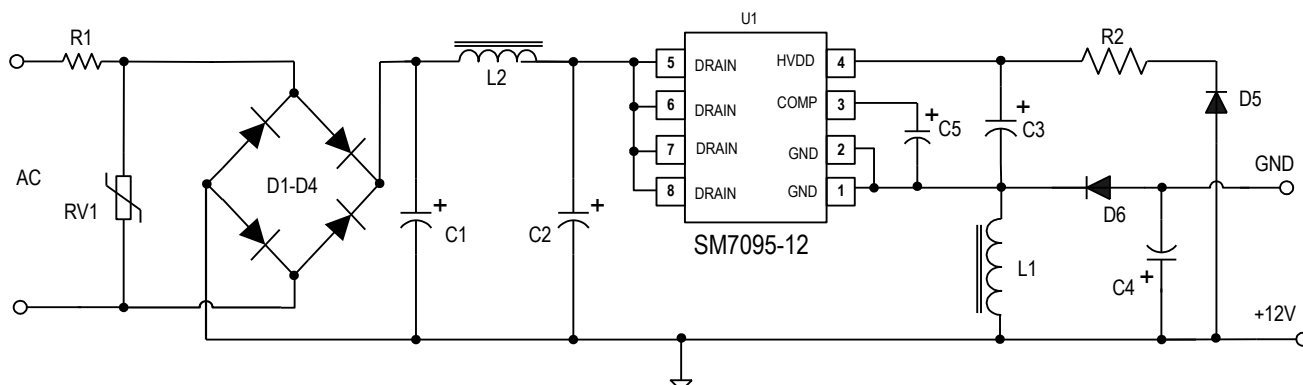 U1
R1
R2
L2
5 DRAIN HVDD 4
6 DRAIN COMP 3
7 DRAIN GND 2
8 DRAIN GND 1
+ C5
+ C3
D5
GND
AC
RV1
D1-D4
+ C1
C2 +
SM7095-12
D6
L1
C4 +
+12V